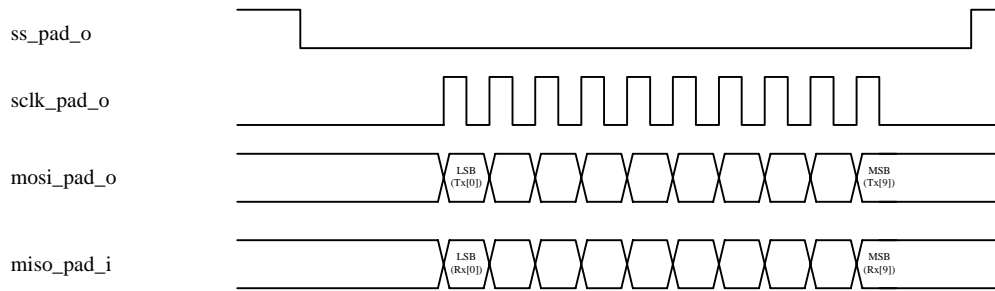 ss_pad_o
sclk_pad_o
mosi_pad_o
LSB
(Tx[0])
MSB
(Tx[9])
miso_pad_i
LSB
(Rx[0])
MSB
(Rx[9])